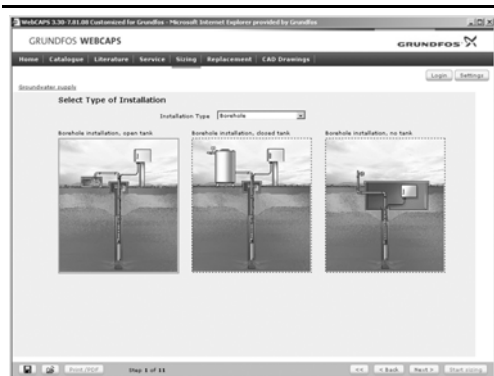 WebCAPS 3.30-7.01.08 Customized for Grundfos - Microsoft Internet Explorer provided by Grundfos
GRUNDFOS WEBCAPS
GRUNDFOS
Home Catalogue Literature Service Sizing Replacement CAD Drawings
Login Settings
Groundwater supply
Select Type of Installation
Installation Type Borehole
Borehole installation, open tank Borehole installation, closed tank Borehole installation, no tank
Print/PDF Step 1 of 11 << < Back Next > Start sizing